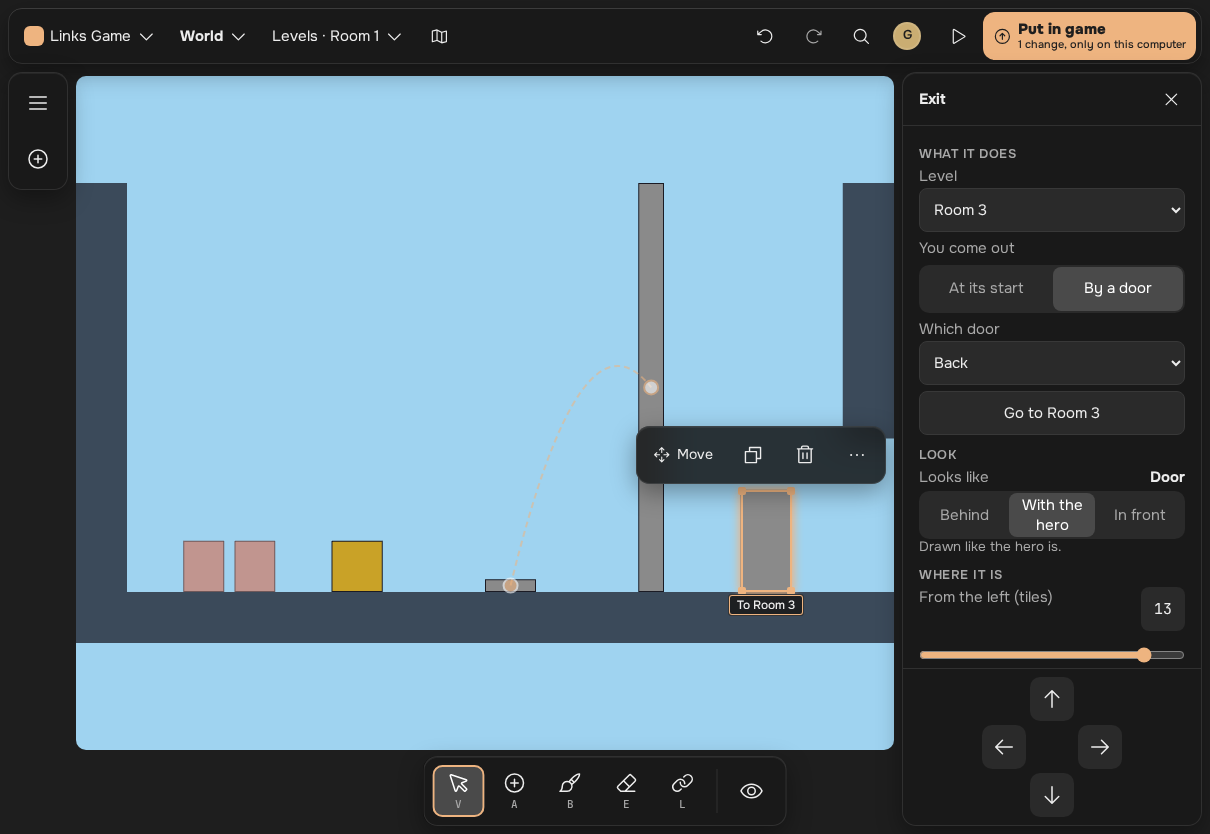 Links Game
World
Levels · Room 1
G
Put in game
1 change, only on this computer
Exit
WHAT IT DOES
Level
Room 3
You come out
At its start
By a door
Which door
Back
Go to Room 3
LOOK
Looks like
Door
Behind
With the
hero
In front
Drawn like the hero is.
WHERE IT IS
From the left (tiles)
13
Move
To Room 3
V
A
B
E
L